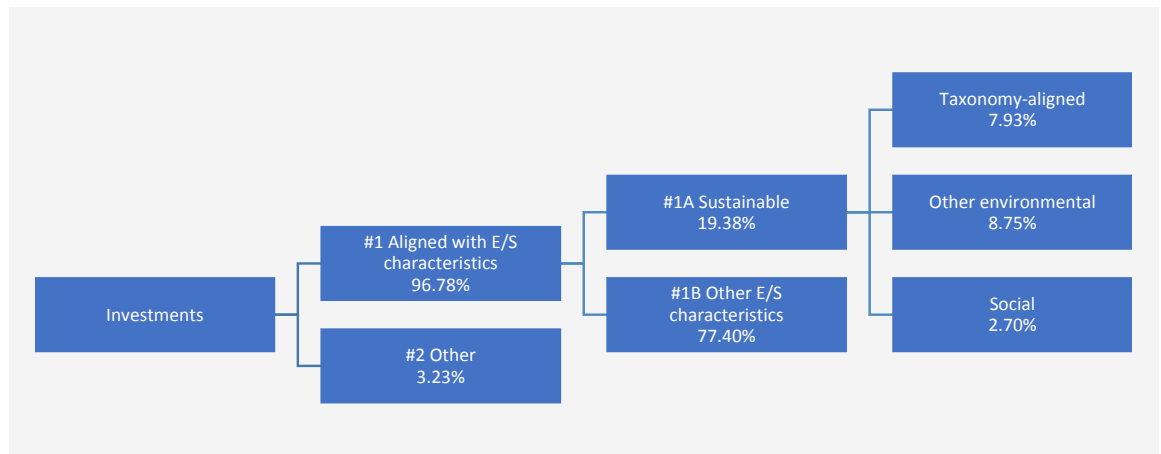 Investments
#1 Aligned with E/S
characteristics
96.78%
#2 Other
3.23%
#1A Sustainable
19.38%
#1B Other E/S
characteristics
77.40%
Taxonomy-aligned
7.93%
Other environmental
8.75%
Social
2.70%